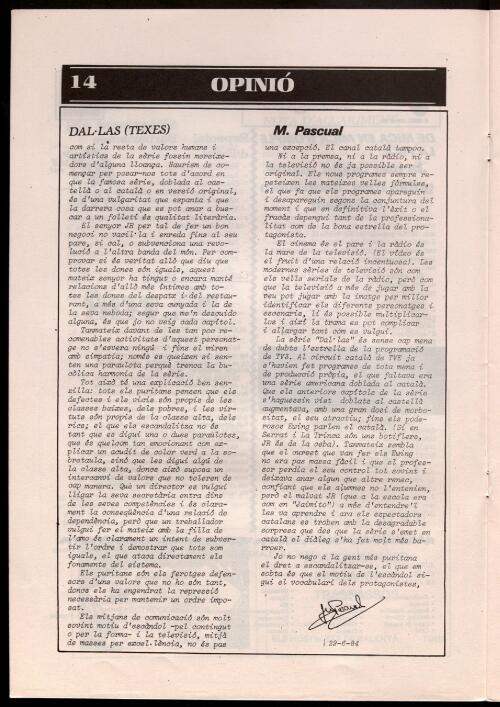 14
OPINIÓ
DAL·LAS (TEXES)
com si la resta de valors humans i
artístics de la sèrie fossin mereixe-
dors d'alguna lloança. Hauríem de co-
mençar per posar-nos tots d'acord en
que la famosa sèrie, doblada al cas-
tellà o al català o en versió original,
és d'una vulgaritat que espanta i que
la darrera cosa que es pot anar a bus-
car a un folletí és qualitat literària.
El senyor JR per tal de fer un bon
negoci no vacil·la i enreda fins al seu
pare, si cal, o subvenciona una revo-
lució a l'altra banda del món. Per com-
provar si és veritat allò que diu que
totes les dones són iguals, aquest
mateix senyor ha tingut o encara manté
relacions d'allò més íntimes amb to-
tes les dones del despatx i del restau-
rant, a més d'una seva cunyada i la de
la seva neboda; segur que me'n descuido
alguna, és que jo no veig cada capítol.
Tanmateix davant de les tan poc re-
comenables activitats d'aquest personat-
ge no s'esvera ningú i fins el miren
amb simpatia; només es queixen si sen-
ten una paraulota perquè trenca la bu-
còlica harmonia de la sèrie.
Tot això té una explicació ben sen-
zilla: tots els puritans pensen que els
defectes i els vicis són propis de les
classes baixes, dels pobres, i les vir-
tuts són pròpis de la classe alta, dels
rics; el que els escandalitza no és
tant que es digui una o dues paraulotes,
que és quelcom tan emocionant com ex-
plicar un acudit de color verd a la so-
bretaula, sinó que les digui algú de
la classe alta, doncs això suposa un
intercanvi de valors que no toleren de
cap manera. Què un director es vulgui
lligar la seva secretària entra dins
de les seves competències i és clara-
ment la conseqüència d'una relació de
dependència, però que un treballador
vulgui fer el mateix amb la filla de
l'amo és clarament un intent de subver-
tir l'ordre i demostrar que tots som
iguals, el que ataca directament els
fonaments del sistema.
Els puritans són els ferotges defen-
sors d'uns valors que no ho són tant,
doncs els ha engendrat la repressió
necessària per mantenir un ordre impo-
sat.
Els mitjans de comunicació són molt
sovint motiu d'escàndol -pel contingut
o per la forma- i la televisió, mitjà
de masses per excel.lència, no és pas
M. Pascual
una excepció. El canal català tampoc.
Ni a la premsa, ni a la ràdio, ni a
la televisió no és ja possible ser
original. Els nous programes sempre re-
peteixen les mateixes velles fórmules,
el que fa que els programes apareguin
i desapareguin segons la conjuntura del
moment i que en definitiva l'èxit o el
fracàs depengui tant de la professiona-
litat com de la bona estrella del pro-
tagonista.
El cinema és el pare i la ràdio és
la mare de la televisió. (El vídeo és
el fruit d'una relació incestuosa). Les
modernes sèries de televisió són com
els vells serials de la ràdio, però com
que la televisió a més de jugar amb la
veu pot jugar amb la imatge per millor
identificar els diferents personatges i
escenaris, li és possible multiplicar-
los i així la trama es pot complicar
i allargar tant com es vulgui.
La sèrie "Dal·las" és sense cap mena
de dubte l'estrella de la programació
de TV3. Al circuit català de TVE ja
s'havien fet programes de tota mena i
de producció pròpia, el que faltava era
una sèrie americana doblada al català.
Que els anteriors capítols de la sèrie
s'haguessin vist doblats al castellà
augmentava, amb una gran dosi de morbo-
sitat, el seu atractiu; fins els pode-
rosos Ewing parlen el català. (Si en
Serrat i La Trinca són uns botiflers,
JR és de la ceba). Tanmateix sembla
que el curset que van fer els Ewing
no era pas massa fàcil i que el profes-
sor perdia el seu control tot sovint i
deixava anar algun que altre renec,
confiant que els alumnes no l'entenien,
però el malvat JR (que a la escola era
com en "Jaimito") a més d'entendre'l
les va aprendre i ara els espectadors
catalans es troben amb la desagradable
sorpresa que des que la sèrie s'emet en
català el diàleg s'ha fet molt més ba-
rroer.
Jo no nego a la gent més puritana
el dret a escandalitzar-se, el que em
sobta és que el motiu de l'escàndol si-
gui el vocabulari dels protagonistes,
29-6-84